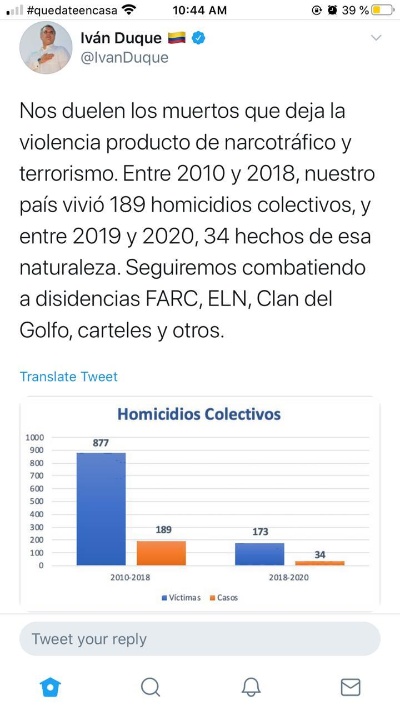 #quedateencasa 10:44 AM 39 %
Iván Duque
@IvanDuque
Nos duelen los muertos que deja la
violencia producto de narcotráfico y
terrorismo. Entre 2010 y 2018, nuestro
país vivió 189 homicidios colectivos, y
entre 2019 y 2020, 34 hechos de esa
naturaleza. Seguiremos combatiendo
a disidencias FARC, ELN, Clan del
Golfo, carteles y otros.
Translate Tweet
Homicidios Colectivos
1000
900
800
700
600
500
400
300
200
100
0
877
189
173
34
2010-2018 2018-2020
Víctimas Casos
Tweet your reply